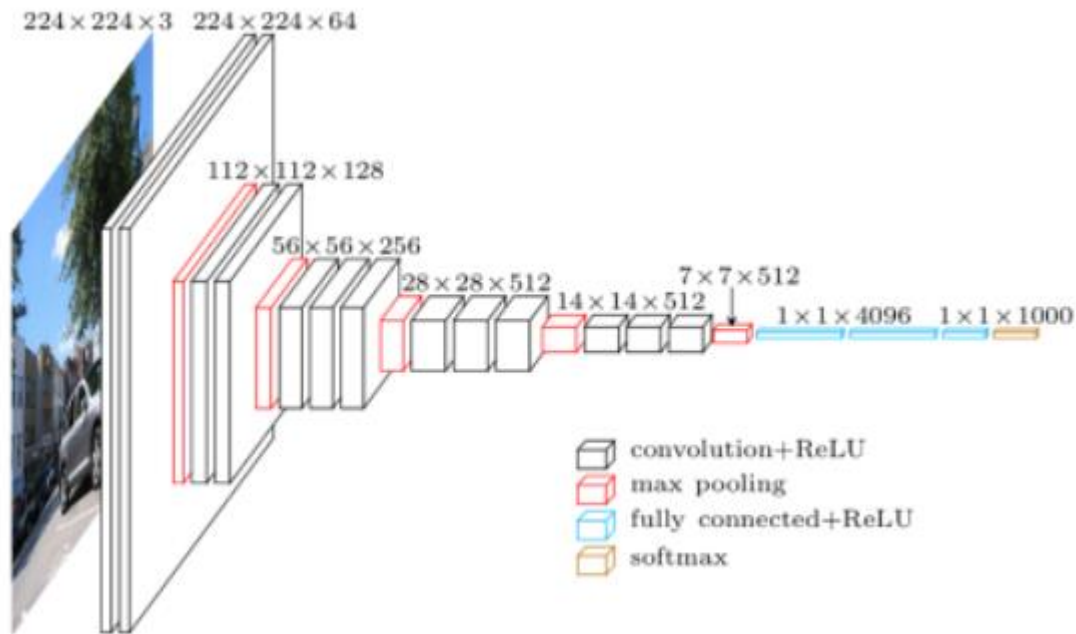 224 × 224 × 3
224 × 224 × 64
112 × 112 × 128
56 × 56 × 256
28 × 28 × 512
14 × 14 × 512
7 × 7 × 512
1 × 1 × 4096
1 × 1 × 1000
convolution+ReLU
max pooling
fully connected+ReLU
softmax